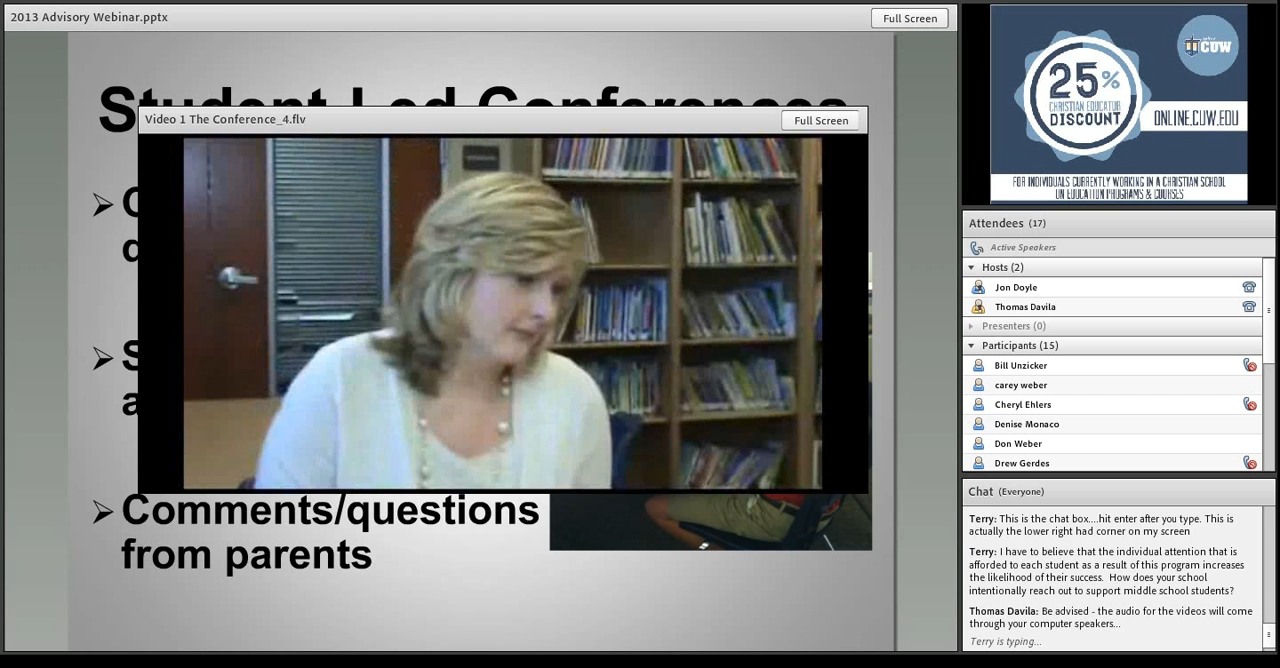 2013 Advisory Webinar.pptx
Full Screen
Student-Led Conferences
Video 1 The Conference_4.flv
Full Screen
Comments/questions
from parents
25%
CHRISTIAN EDUCATOR
DISCOUNT
CUW
ONLINE.CUW.EDU
FOR INDIVIDUALS CURRENTLY WORKING IN A CHRISTIAN SCHOOL
ON EDUCATION PROGRAMS & COURSES
Attendees (17)
Active Speakers
Hosts (2)
Jon Doyle
Thomas Davila
Presenters (0)
Participants (15)
Bill Unzicker
carey weber
Cheryl Ehlers
Denise Monaco
Don Weber
Drew Gerdes
Chat (Everyone)
Terry: This is the chat box....hit enter after you type. This is
actually the lower right had corner on my screen
Terry: I have to believe that the individual attention that is
afforded to each student as a result of this program increases
the likelihood of their success. How does your school
intentionally reach out to support middle school students?
Thomas Davila: Be advised - the audio for the videos will come
through your computer speakers...
Terry is typing...